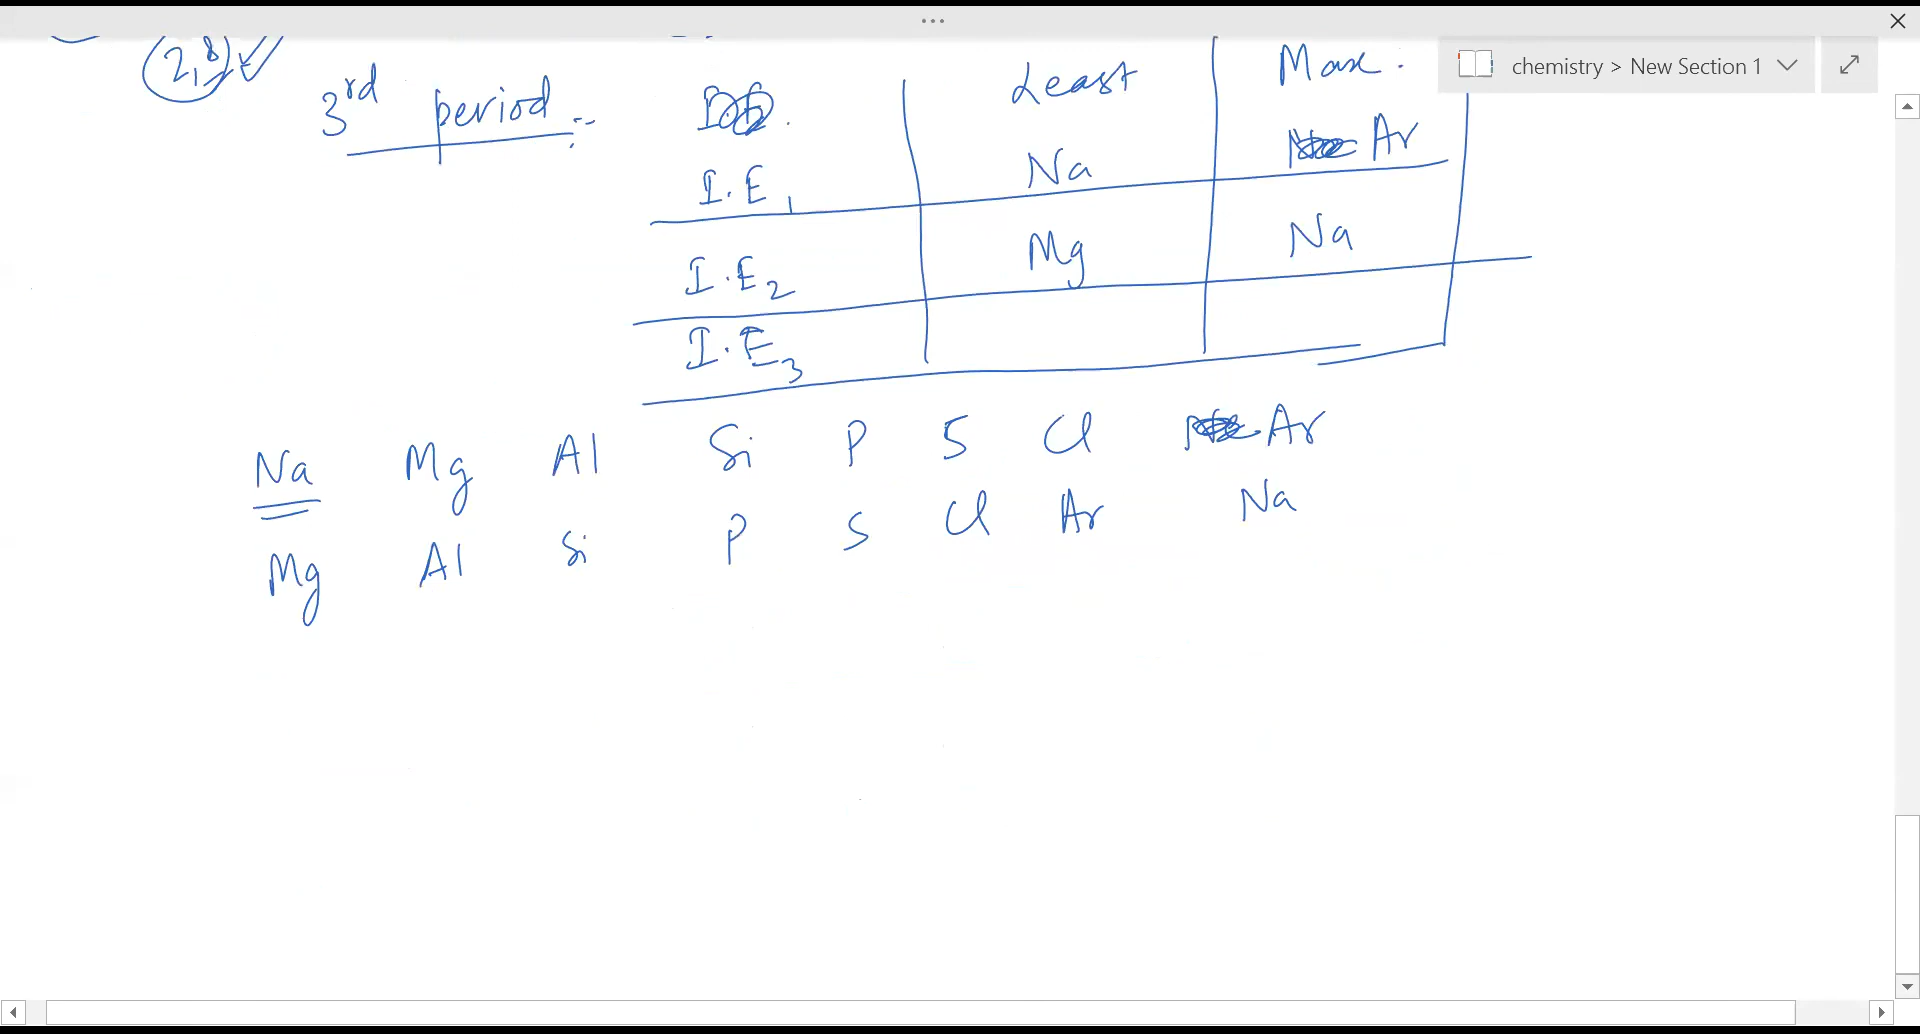 chemistry > New Section 1
2,8
3rd period :-
Least Max.
I.E1 Na Ar
I.E2 Mg Na
I.E3
Na Mg Al Si P S Cl Ar
Mg Al Si P S Cl Ar Na